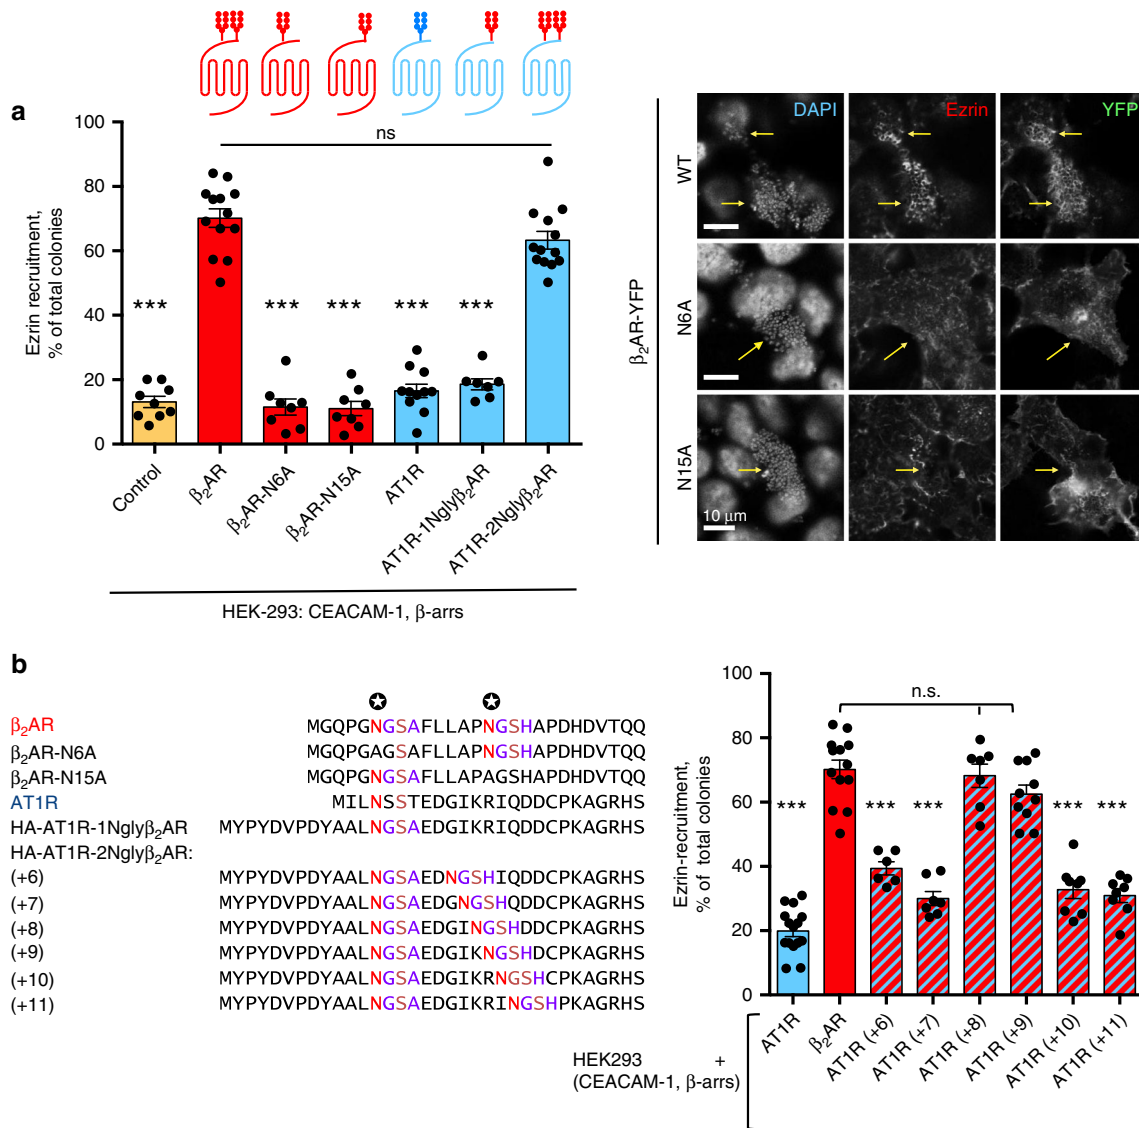 a
Ezrin recruitment,
% of total colonies
100
80
60
40
20
0
ns
***
***
***
***
***
Control
β₂AR
β₂AR-N6A
β₂AR-N15A
AT1R
AT1R-1Nglyβ₂AR
AT1R-2Nglyβ₂AR
HEK-293: CEACAM-1, β-arrs
β₂AR-YFP
DAPI
Ezrin
YFP
WT
N6A
N15A
10 μm
b
β₂AR MGQPGNGSAFLLAPNGSHAPDHDVTQQ
β₂AR-N6A MGQPGAGSAFLLAPNGSHAPDHDVTQQ
β₂AR-N15A MGQPGNGSAFLLAPAGSHAPDHDVTQQ
AT1R MILNSSTEDGIKRIQDDCPKAGRHS
HA-AT1R-1Nglyβ₂AR MYPYDVPDYAALNGSAEDGIKRIQDDCPKAGRHS
HA-AT1R-2Nglyβ₂AR:
(+6) MYPYDVPDYAALNGSAEDNGSHIQDDCPKAGRHS
(+7) MYPYDVPDYAALNGSAEDGNGSHQDDCPKAGRHS
(+8) MYPYDVPDYAALNGSAEDGINGSHDDCPKAGRHS
(+9) MYPYDVPDYAALNGSAEDGIKNGSHDCPKAGRHS
(+10) MYPYDVPDYAALNGSAEDGIKRNGSHCPKAGRHS
(+11) MYPYDVPDYAALNGSAEDGIKRINGSHPKAGRHS
Ezrin-recruitment,
% of total colonies
100
80
60
40
20
0
n.s.
***
***
***
***
***
AT1R
β₂AR
AT1R (+6)
AT1R (+7)
AT1R (+8)
AT1R (+9)
AT1R (+10)
AT1R (+11)
HEK293 +
(CEACAM-1, β-arrs)